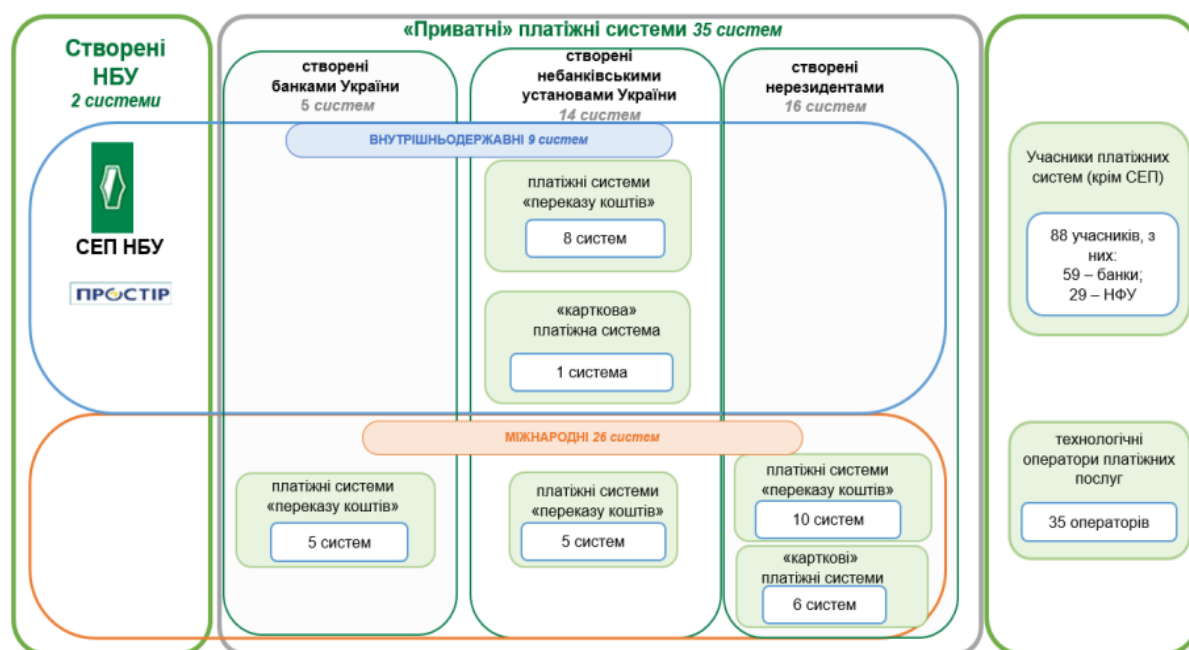 Створені
НБУ
2 системи
СЕП НБУ
ПРОСТІР
«Приватні» платіжні системи 35 систем
створені
банками України
5 систем
створені
небанківськими
установами України
14 систем
створені
нерезидентами
16 систем
ВНУТРІШНЬОДЕРЖАВНІ 9 систем
платіжні системи
«переказу коштів»
8 систем
«карткова»
платіжна система
1 система
МІЖНАРОДНІ 26 систем
платіжні системи
«переказу коштів»
5 систем
платіжні системи
«переказу коштів»
5 систем
платіжні системи
«переказу коштів»
10 систем
«карткові»
платіжні системи
6 систем
Учасники платіжних
систем (крім СЕП)
88 учасників, з
них:
59 – банки;
29 – НФУ
технологічні
оператори платіжних
послуг
35 операторів